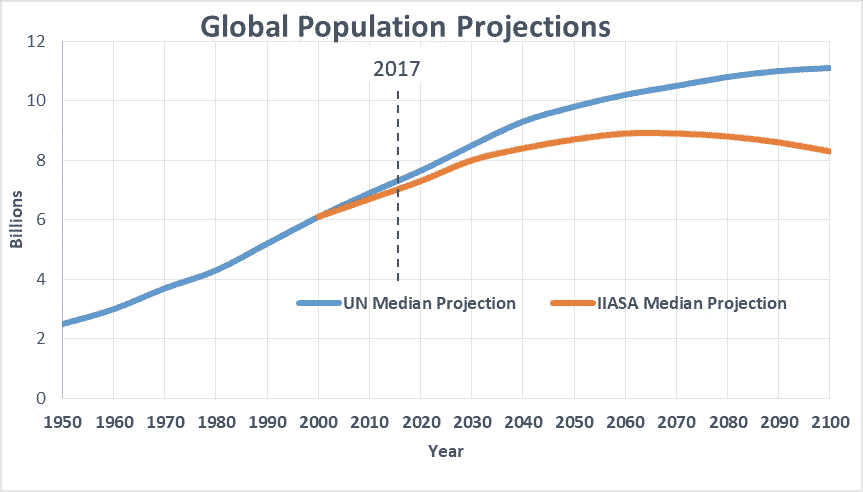 Global Population Projections
12
2017
10
8
6
4
2
0
Billions
UN Median Projection
IIASA Median Projection
1950 1960 1970 1980 1990 2000 2010 2020 2030 2040 2050 2060 2070 2080 2090 2100
Year